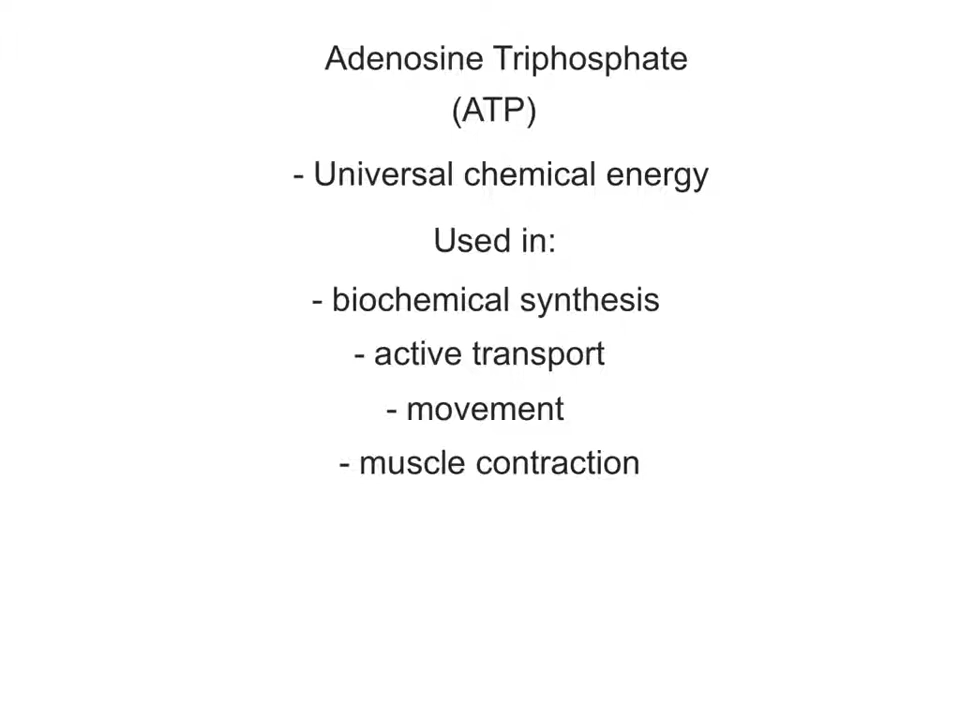 Adenosine Triphosphate
(ATP)
- Universal chemical energy
Used in:
- biochemical synthesis
- active transport
- movement
- muscle contraction